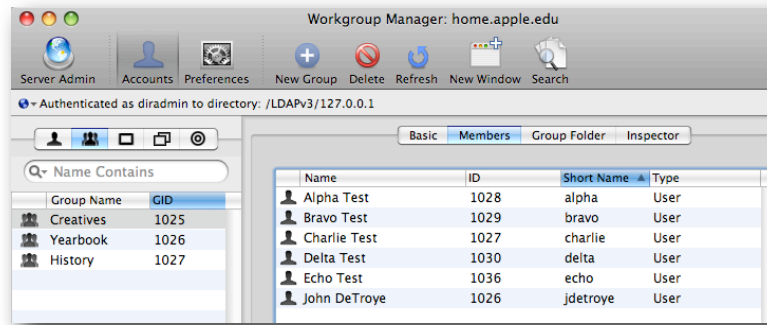 Workgroup Manager: home.apple.edu
Server Admin Accounts Preferences New Group Delete Refresh New Window Search
Authenticated as diradmin to directory: /LDAPv3/127.0.0.1
Basic Members Group Folder Inspector
Name Contains
Group Name GID
Creatives 1025
Yearbook 1026
History 1027
Name ID Short Name Type
Alpha Test 1028 alpha User
Bravo Test 1029 bravo User
Charlie Test 1027 charlie User
Delta Test 1030 delta User
Echo Test 1036 echo User
John DeTroye 1026 jdetroye User